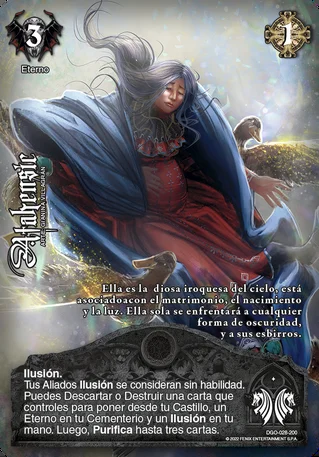 3
1
Eterno
Atahensic
Ella es la  diosa iroquesa del cielo, está
asociadoacon el matrimonio, el nacimiento
y la luz. Ella sola se enfrentará a cualquier
forma de oscuridad,
y a sus esbirros.
Ilusión.
Tus Aliados Ilusión se consideran sin habilidad.
Puedes Descartar o Destruir una carta que
controles para poner desde tu Castillo, un
Eterno en tu Cementerio y un Ilusión en tu
mano. Luego, Purifica hasta tres cartas.
DGO-028-200
© 2022 FENIX ENTERTAINMENT S.P.A.